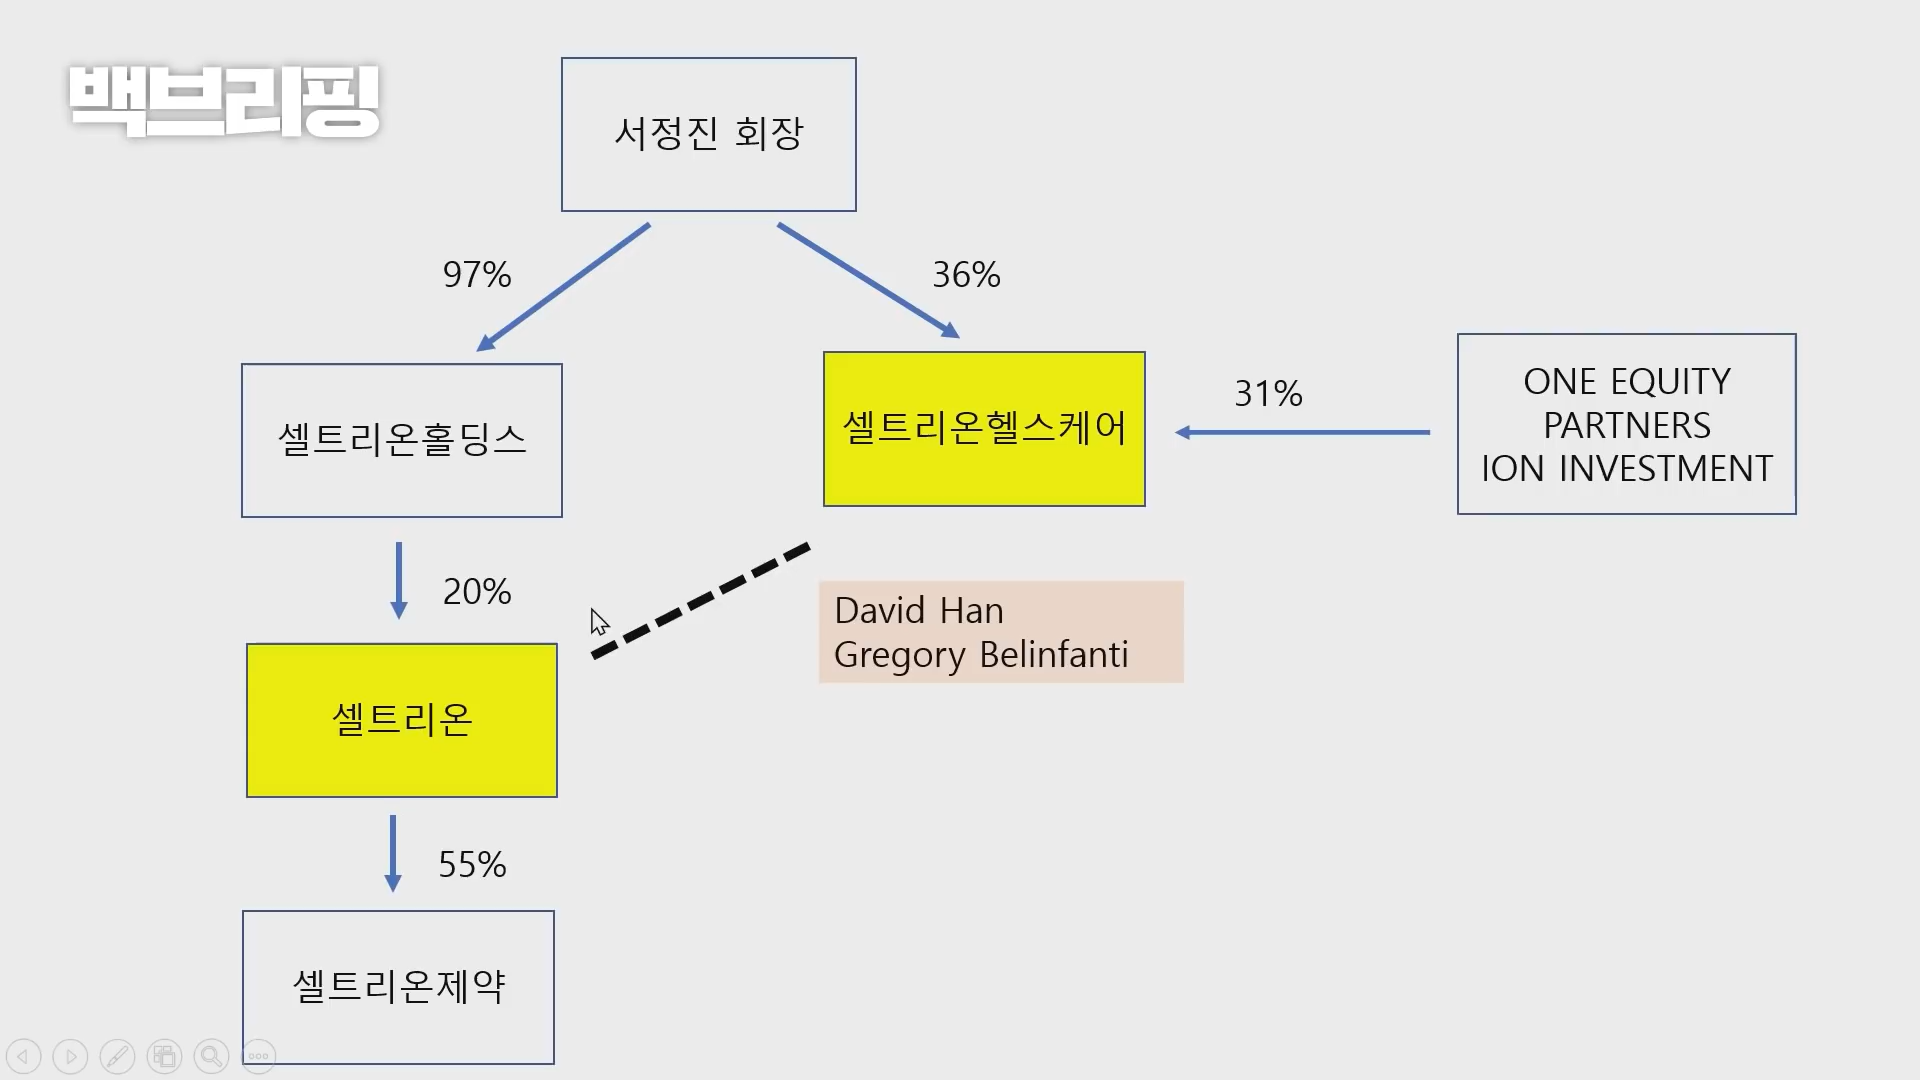 백브리핑
서정진 회장
97%
36%
셀트리온홀딩스
셀트리온헬스케어
31%
ONE EQUITY
PARTNERS
ION INVESTMENT
20%
David Han
Gregory Belinfanti
셀트리온
55%
셀트리온제약